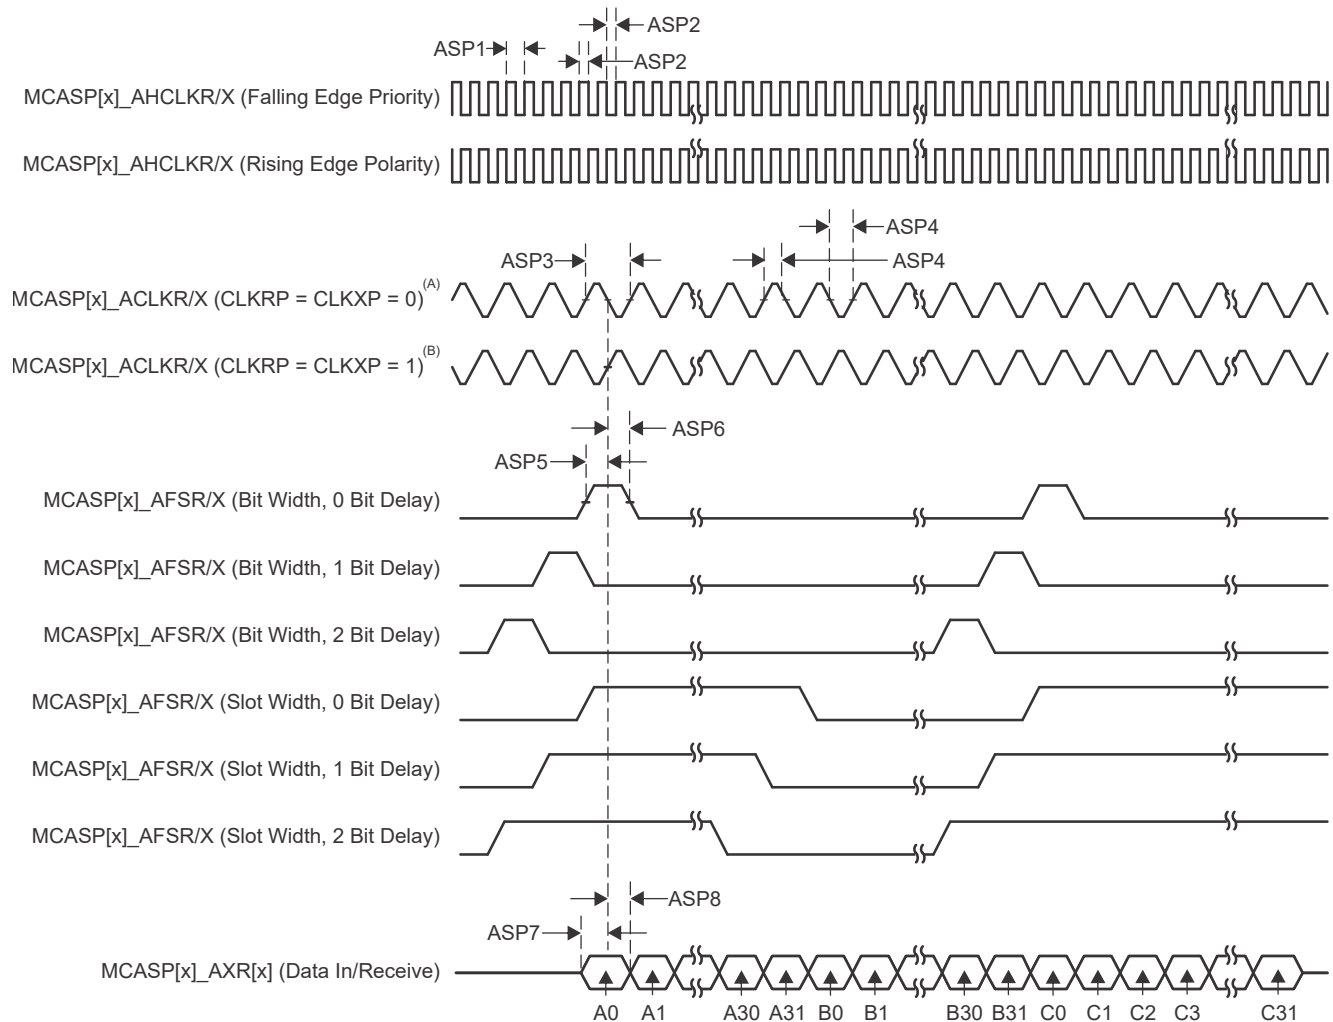 ASP2
ASP1
ASP2
MCASP[x]_AHCLKR/X (Falling Edge Priority)
MCASP[x]_AHCLKR/X (Rising Edge Polarity)
ASP4
ASP3
ASP4
MCASP[x]_ACLKR/X (CLKRP = CLKXP = 0)(A)
MCASP[x]_ACLKR/X (CLKRP = CLKXP = 1)(B)
ASP6
ASP5
MCASP[x]_AFSR/X (Bit Width, 0 Bit Delay)
MCASP[x]_AFSR/X (Bit Width, 1 Bit Delay)
MCASP[x]_AFSR/X (Bit Width, 2 Bit Delay)
MCASP[x]_AFSR/X (Slot Width, 0 Bit Delay)
MCASP[x]_AFSR/X (Slot Width, 1 Bit Delay)
MCASP[x]_AFSR/X (Slot Width, 2 Bit Delay)
ASP8
ASP7
MCASP[x]_AXR[x] (Data In/Receive)
A0 A1 A30 A31 B0 B1 B30 B31 C0 C1 C2 C3 C31